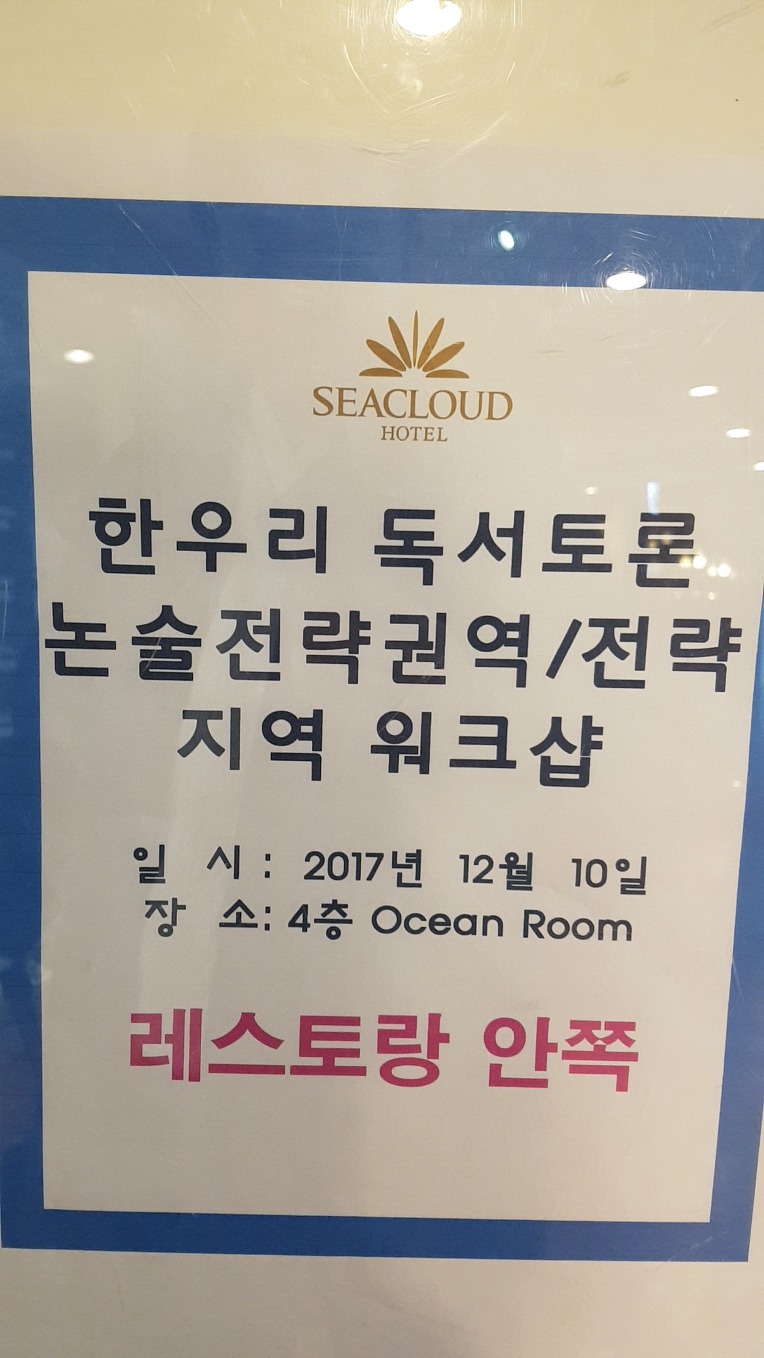 SEACLOUD
HOTEL
한우리 독서토론
논술전략권역/전략
지역 워크샵
일 시 : 2017년 12월 10일
장 소: 4층 Ocean Room
레스토랑 안쪽